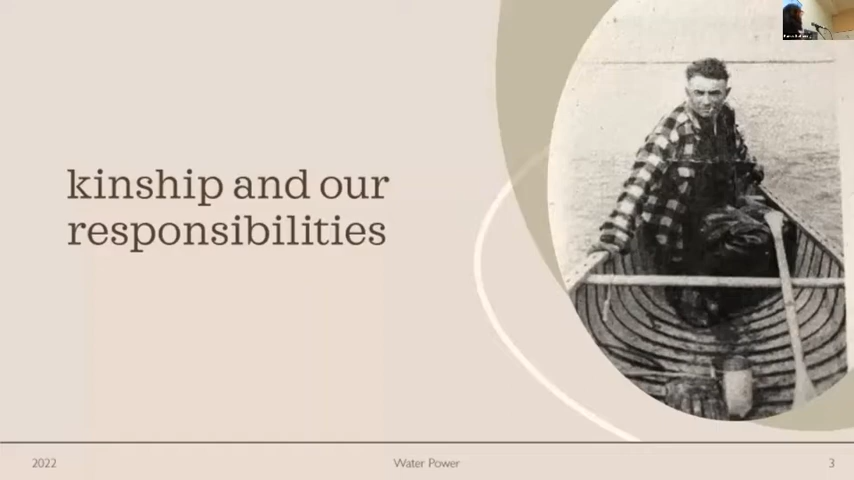 kinship and our
responsibilities
2022
Water Power
3